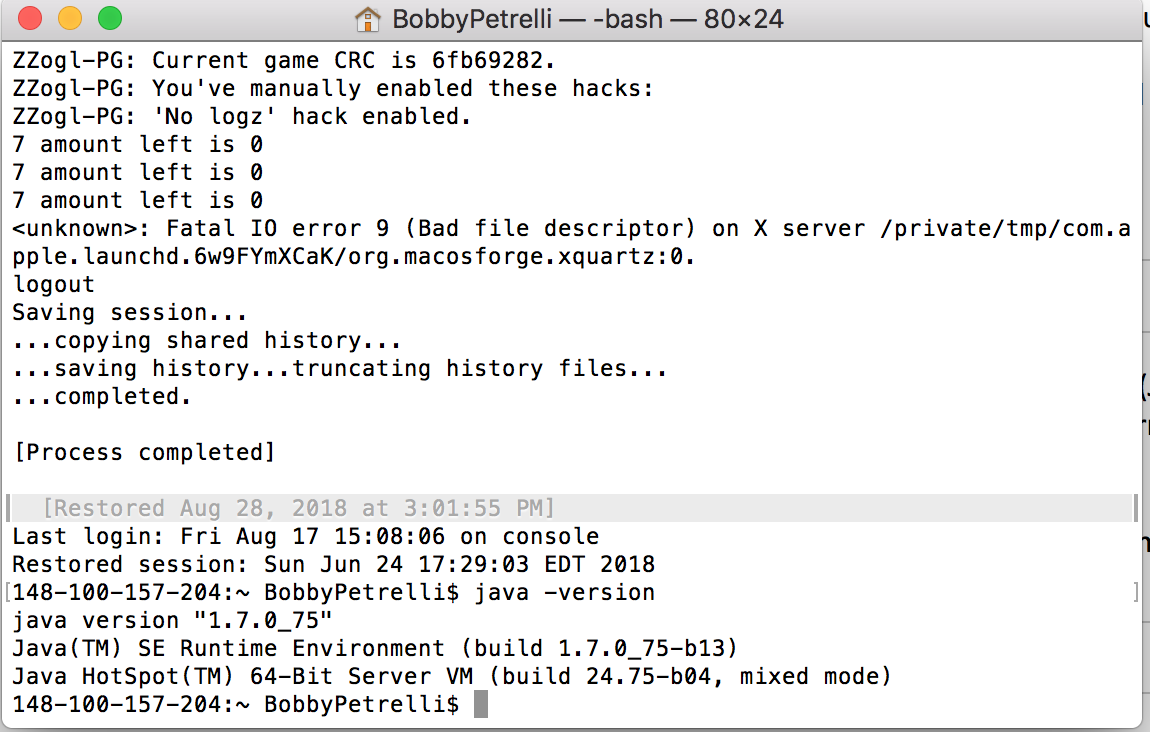 BobbyPetrelli — -bash — 80×24
ZZogl-PG: Current game CRC is 6fb69282.
ZZogl-PG: You've manually enabled these hacks:
ZZogl-PG: 'No logz' hack enabled.
7 amount left is 0
7 amount left is 0
7 amount left is 0
<unknown>: Fatal IO error 9 (Bad file descriptor) on X server /private/tmp/com.a
pple.launchd.6w9FYmXCaK/org.macosforge.xquartz:0.
logout
Saving session...
...copying shared history...
...saving history...truncating history files...
...completed.
[Process completed]
[Restored Aug 28, 2018 at 3:01:55 PM]
Last login: Fri Aug 17 15:08:06 on console
Restored session: Sun Jun 24 17:29:03 EDT 2018
[148-100-157-204:~ BobbyPetrelli$ java -version ]
java version "1.7.0_75"
Java(TM) SE Runtime Environment (build 1.7.0_75-b13)
Java HotSpot(TM) 64-Bit Server VM (build 24.75-b04, mixed mode)
148-100-157-204:~ BobbyPetrelli$